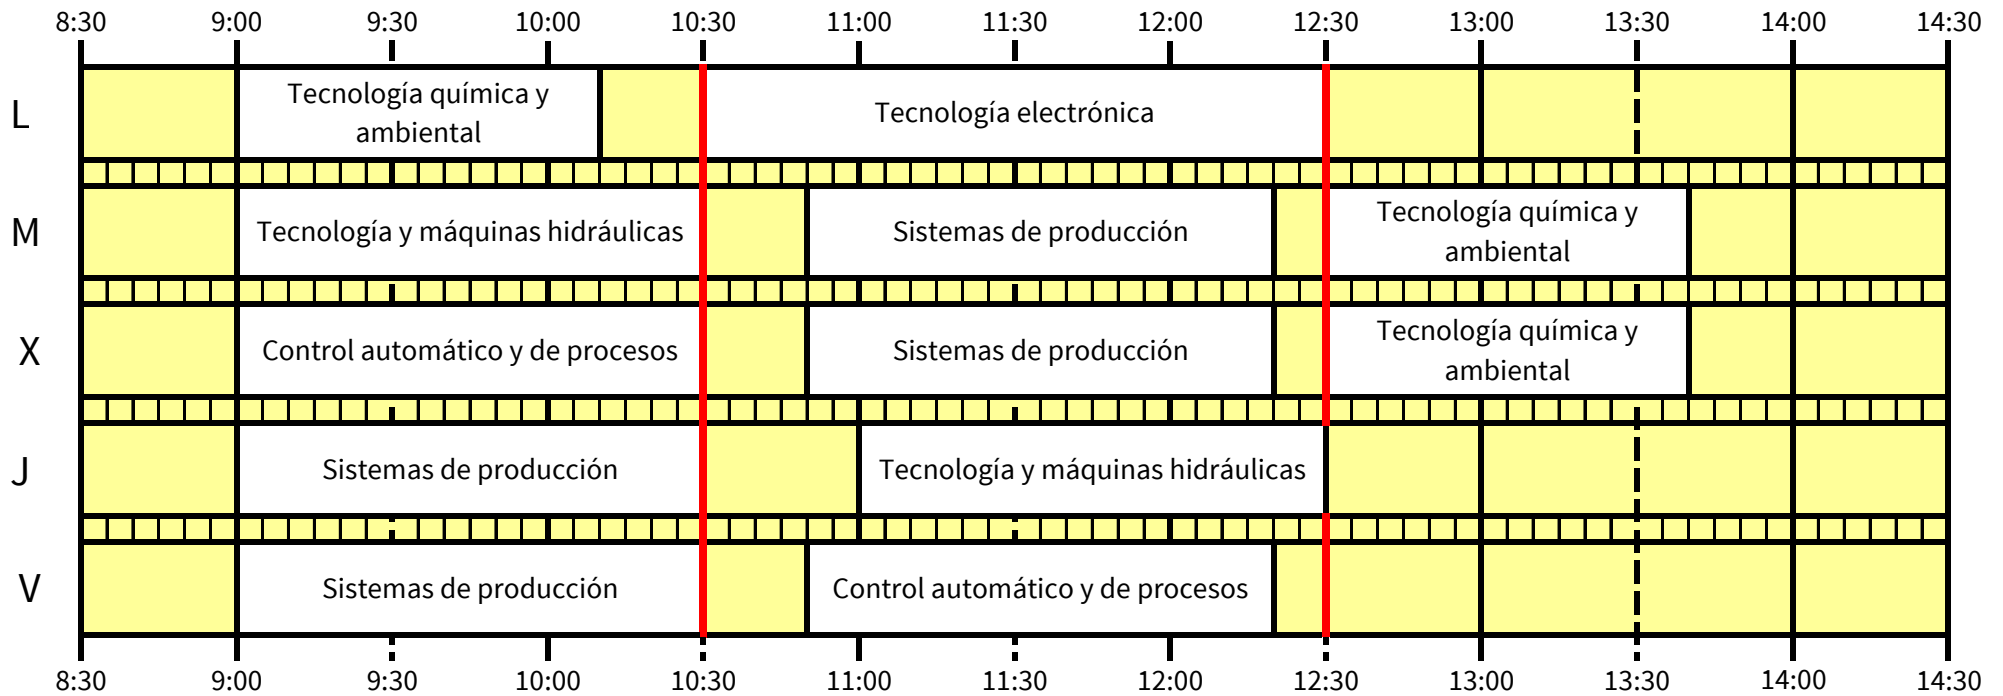 8:30 9:00 9:30 10:00 10:30 11:00 11:30 12:00 12:30 13:00 13:30 14:00 14:30
L
Tecnología química y
ambiental
Tecnología electrónica
M
Tecnología y máquinas hidráulicas
Sistemas de producción
Tecnología química y
ambiental
X
Control automático y de procesos
Sistemas de producción
Tecnología química y
ambiental
J
Sistemas de producción
Tecnología y máquinas hidráulicas
V
Sistemas de producción
Control automático y de procesos
8:30 9:00 9:30 10:00 10:30 11:00 11:30 12:00 12:30 13:00 13:30 14:00 14:30